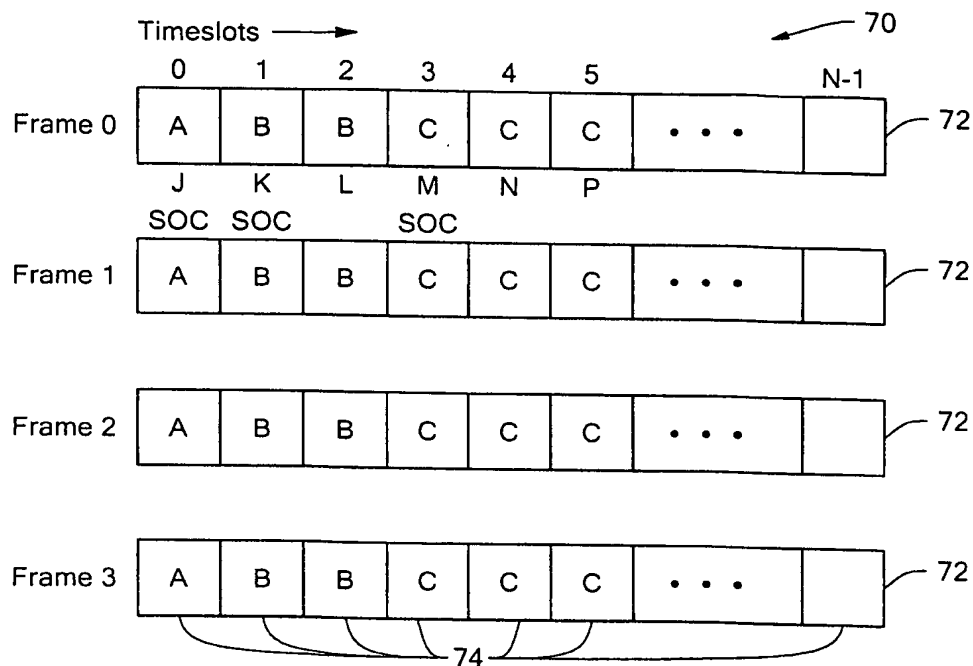 Timeslots 70
0 1 2 3 4 5 N-1
Frame 0 A B B C C C • • • 72
J K L M N P
SOC SOC SOC
Frame 1 A B B C C C • • • 72
Frame 2 A B B C C C • • • 72
Frame 3 A B B C C C • • • 72
74